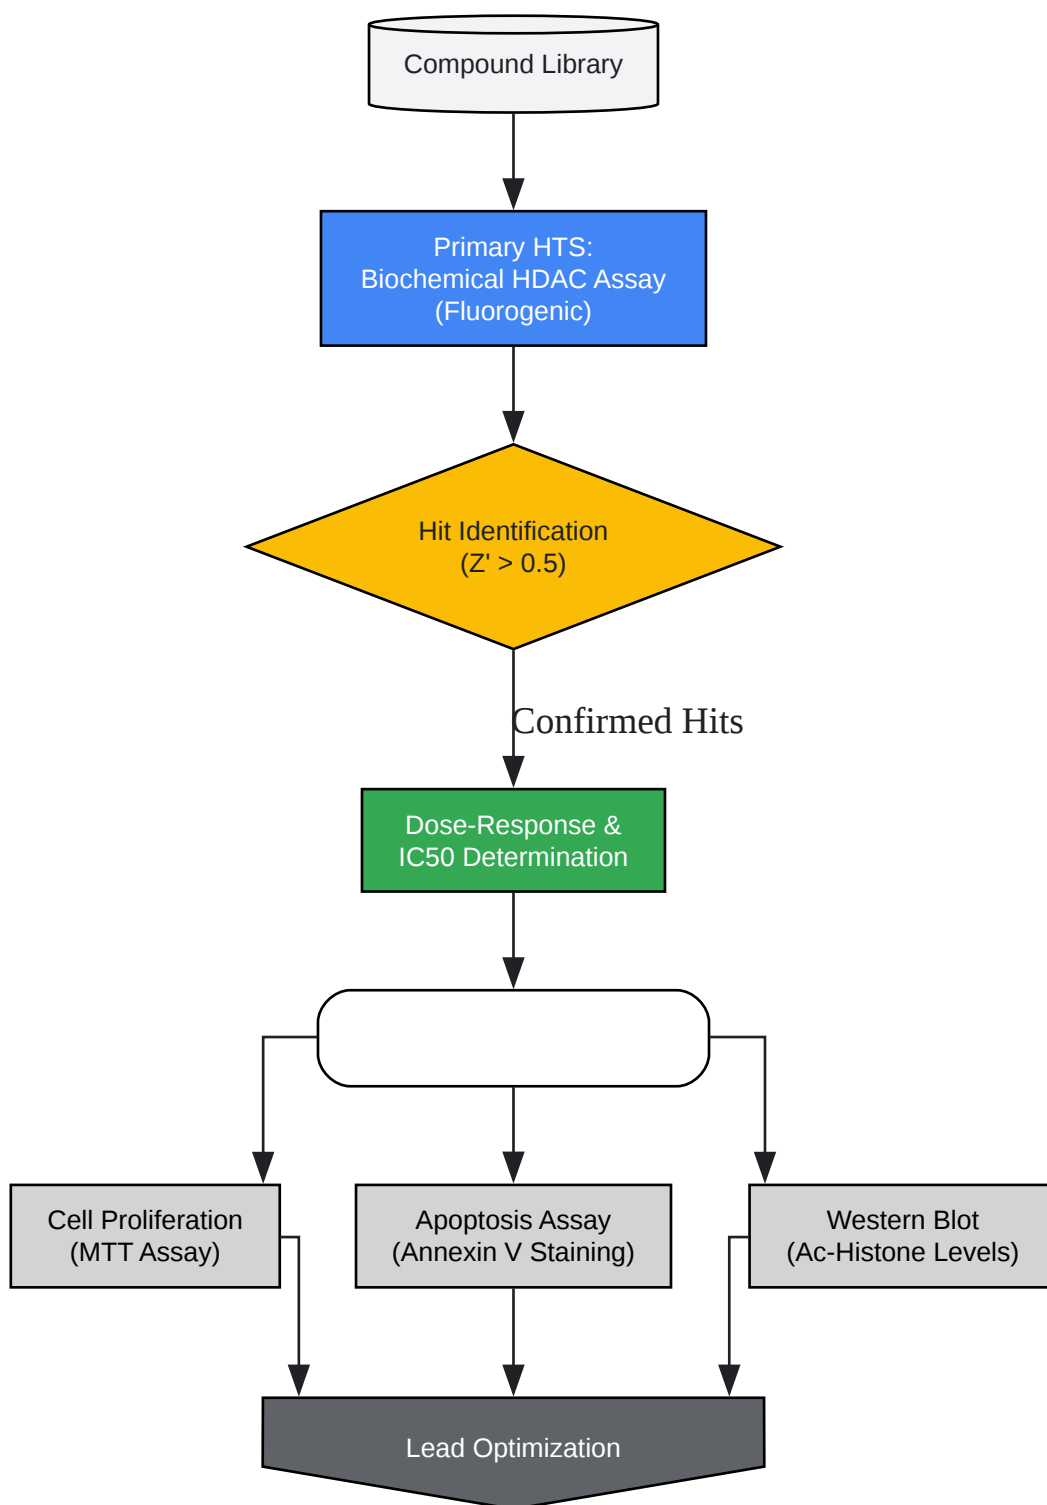 Compound Library
Primary HTS:
Biochemical HDAC Assay
(Fluorogenic)
Hit Identification
(Z' > 0.5)
Confirmed Hits
Dose-Response &
IC50 Determination
Cell Proliferation
(MTT Assay)
Apoptosis Assay
(Annexin V Staining)
Western Blot
(Ac-Histone Levels)
Lead Optimization